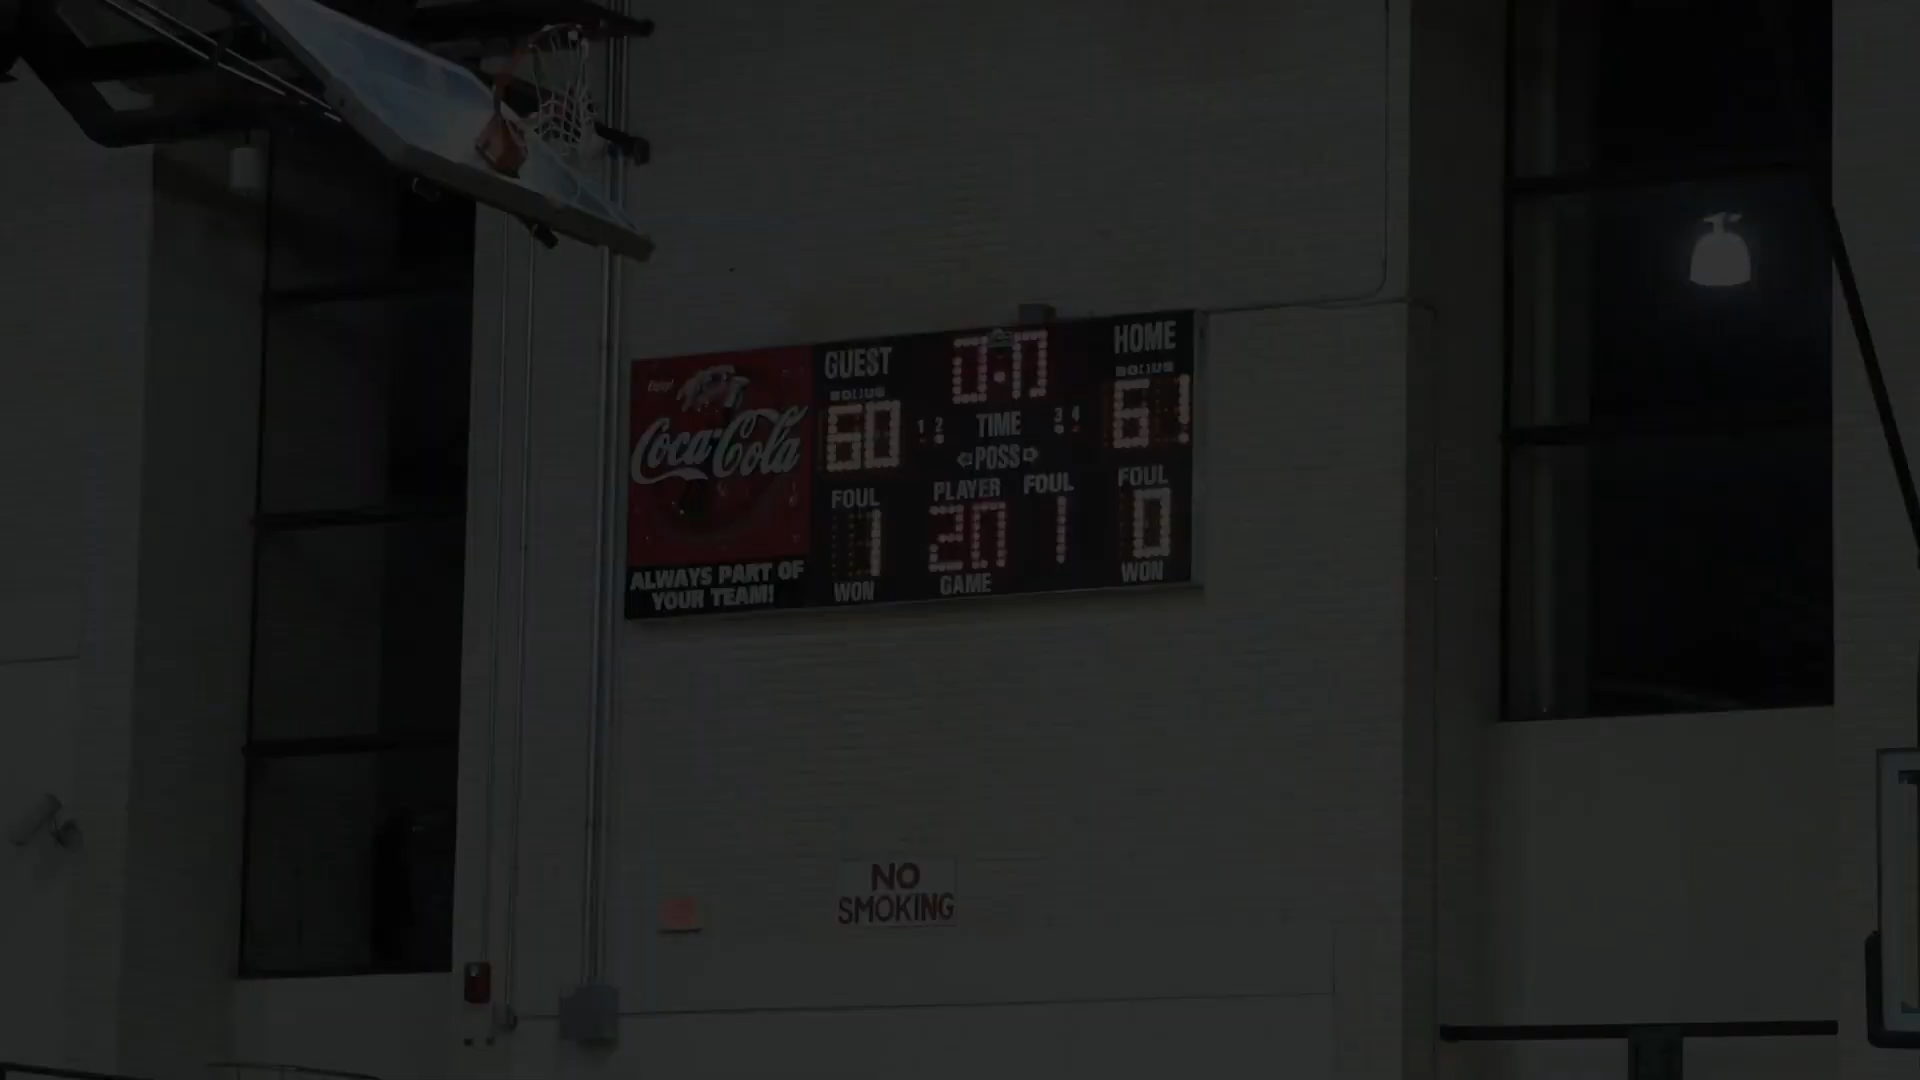 Enjoy!
Coca-Cola
ALWAYS PART OF
YOUR TEAM!
GUEST
BONUS
60
FOUL
1
WON
0:0
1 2 TIME 3 4
POSS
PLAYER FOUL
20 1
GAME
HOME
BONUS
61
FOUL
0
WON
NO
SMOKING